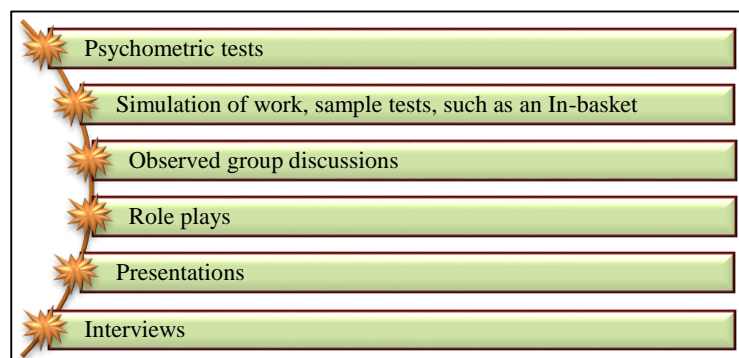 Psychometric tests
Simulation of work, sample tests, such as an In-basket
Observed group discussions
Role plays
Presentations
Interviews